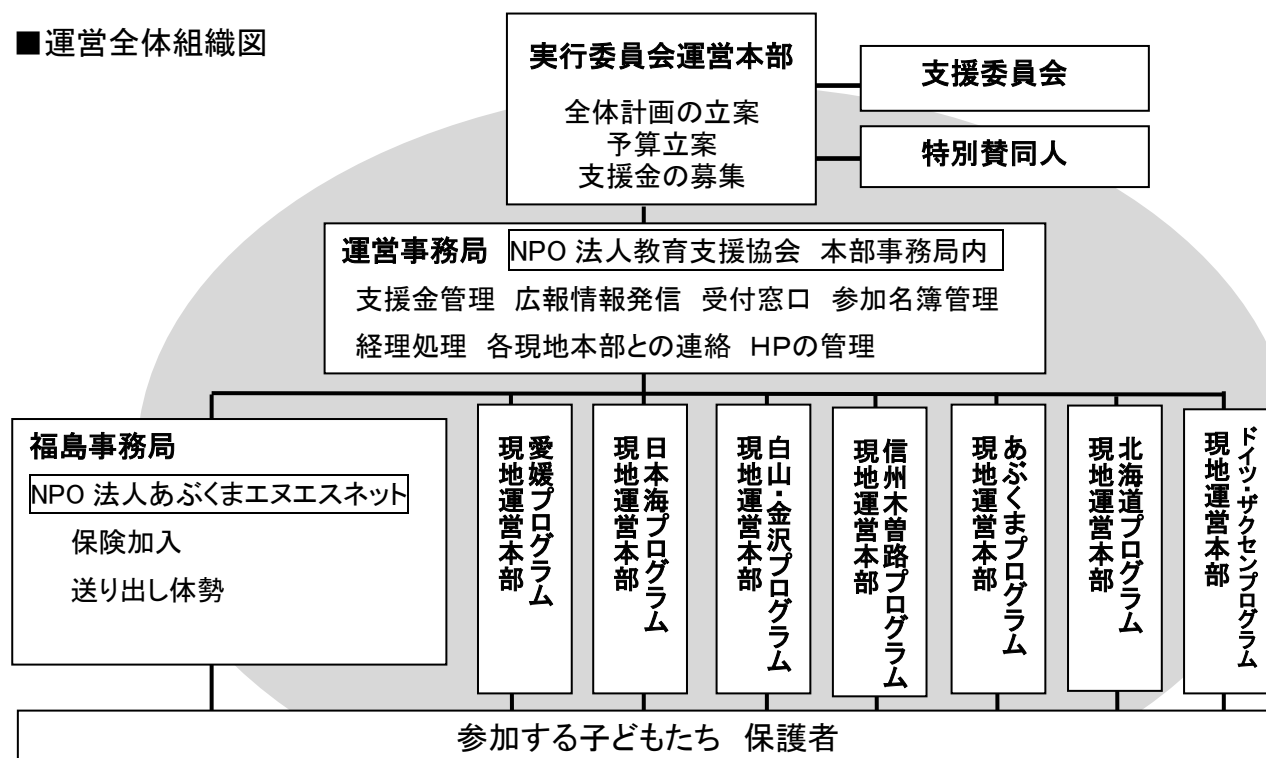 ■運営全体組織図
実行委員会運営本部
全体計画の立案
予算立案
支援金の募集
支援委員会
特別賛同人
運営事務局 NPO 法人教育支援協会 本部事務局内
支援金管理 広報情報発信 受付窓口 参加名簿管理
経理処理 各現地本部との連絡 HPの管理
福島事務局
NPO 法人あぶくまエヌエスネット
保険加入
送り出し体勢
愛媛プログラム
現地運営本部
日本海プログラム
現地運営本部
白山・金沢プログラム
現地運営本部
信州木曽路プログラム
現地運営本部
あぶくまプログラム
現地運営本部
北海道プログラム
現地運営本部
ドイツ・ザクセンプログラム
現地運営本部
参加する子どもたち 保護者